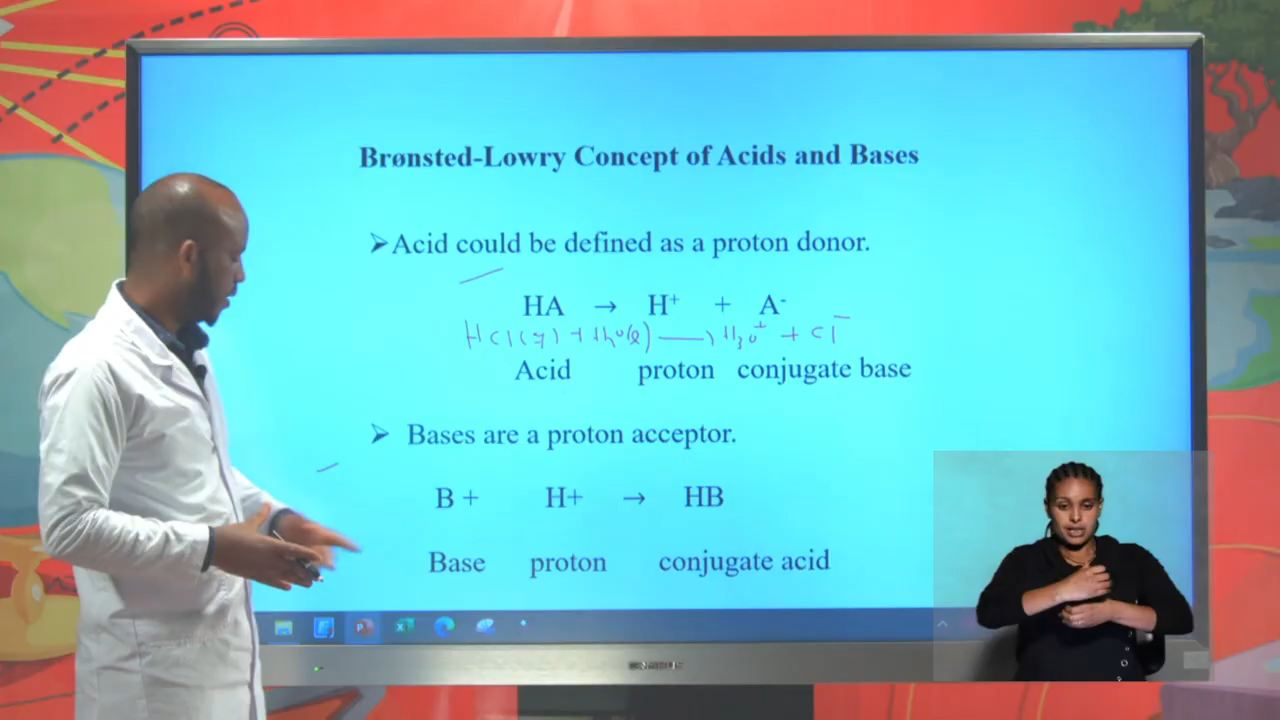 Brønsted-Lowry Concept of Acids and Bases
➢Acid could be defined as a proton donor.
HA → H⁺ + A⁻
HCl(g) + H₂O(l) → H₃O⁺ + Cl⁻
Acid proton conjugate base
➢ Bases are a proton acceptor.
B + H+ → HB
Base proton conjugate acid